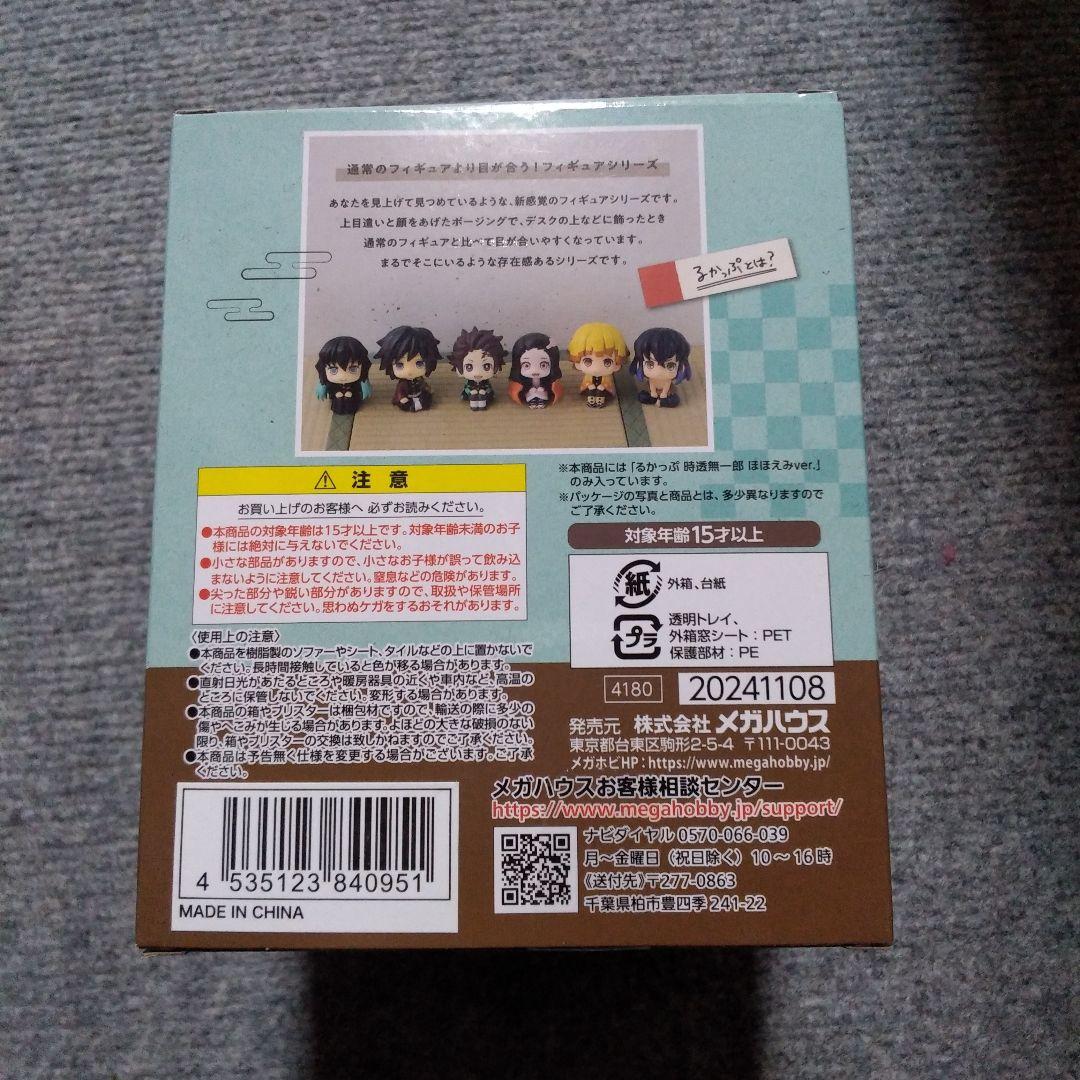 通常のフィギュアより目が合う！フィギュアシリーズ
あなたを見上げて見つめているような、新感覚のフィギュアシリーズです。
上目遣いと顔をあげたポージングで、デスクの上などに飾ったとき
通常のフィギュアと比べて目が合いやすくなっています。
まるでそこにいるような存在感あるシリーズです。
るかっぷとは？
注意
お買い上げのお客様へ 必ずお読みください。
●本商品の対象年齢は15才以上です。対象年齢未満のお子
様には絶対に与えないでください。
●小さな部品がありますので、小さなお子様が誤って飲み込
まないように注意してください。窒息などの危険があります。
●尖った部分や鋭い部分がありますので、取扱や保管場所
に注意してください。思わぬケガをするおそれがあります。
〈使用上の注意〉
●本商品を樹脂製のソファーやシート、タイルなどの上に置かないで
ください。長時間接触していると色が移る場合があります。
●直射日光があたるところや暖房器具の近くや車内など、高温の
ところに保管しないでください。変形する場合があります。
●本商品の箱やブリスターは梱包材ですので、輸送の際に多少の
傷やへこみが生じる場合があります。よほどの大きな破損のない
限り、箱やブリスターの交換は致しかねますのでご了承ください。
●本商品は予告無く仕様を変更する場合がございます。ご了承
ください。
4 535123 840951
MADE IN CHINA
※本商品には「るかっぷ 時透無一郎 ほほえみver.」
のみ入っています。
※パッケージの写真と商品とは、多少異なりますので
ご了承ください。
対象年齢15才以上
紙
外箱、台紙
プラ
透明トレイ、
外箱窓シート：PET
保護部材：PE
4180
20241108
発売元 株式会社 メガハウス
東京都台東区駒形2-5-4 〒111-0043
メガホビHP：https://www.megahobby.jp/
メガハウスお客様相談センター
https://www.megahobby.jp/support/
ナビダイヤル 0570-066-039
月～金曜日（祝日除く）10～16時
《送付先》〒277-0863
千葉県柏市豊四季 241-22